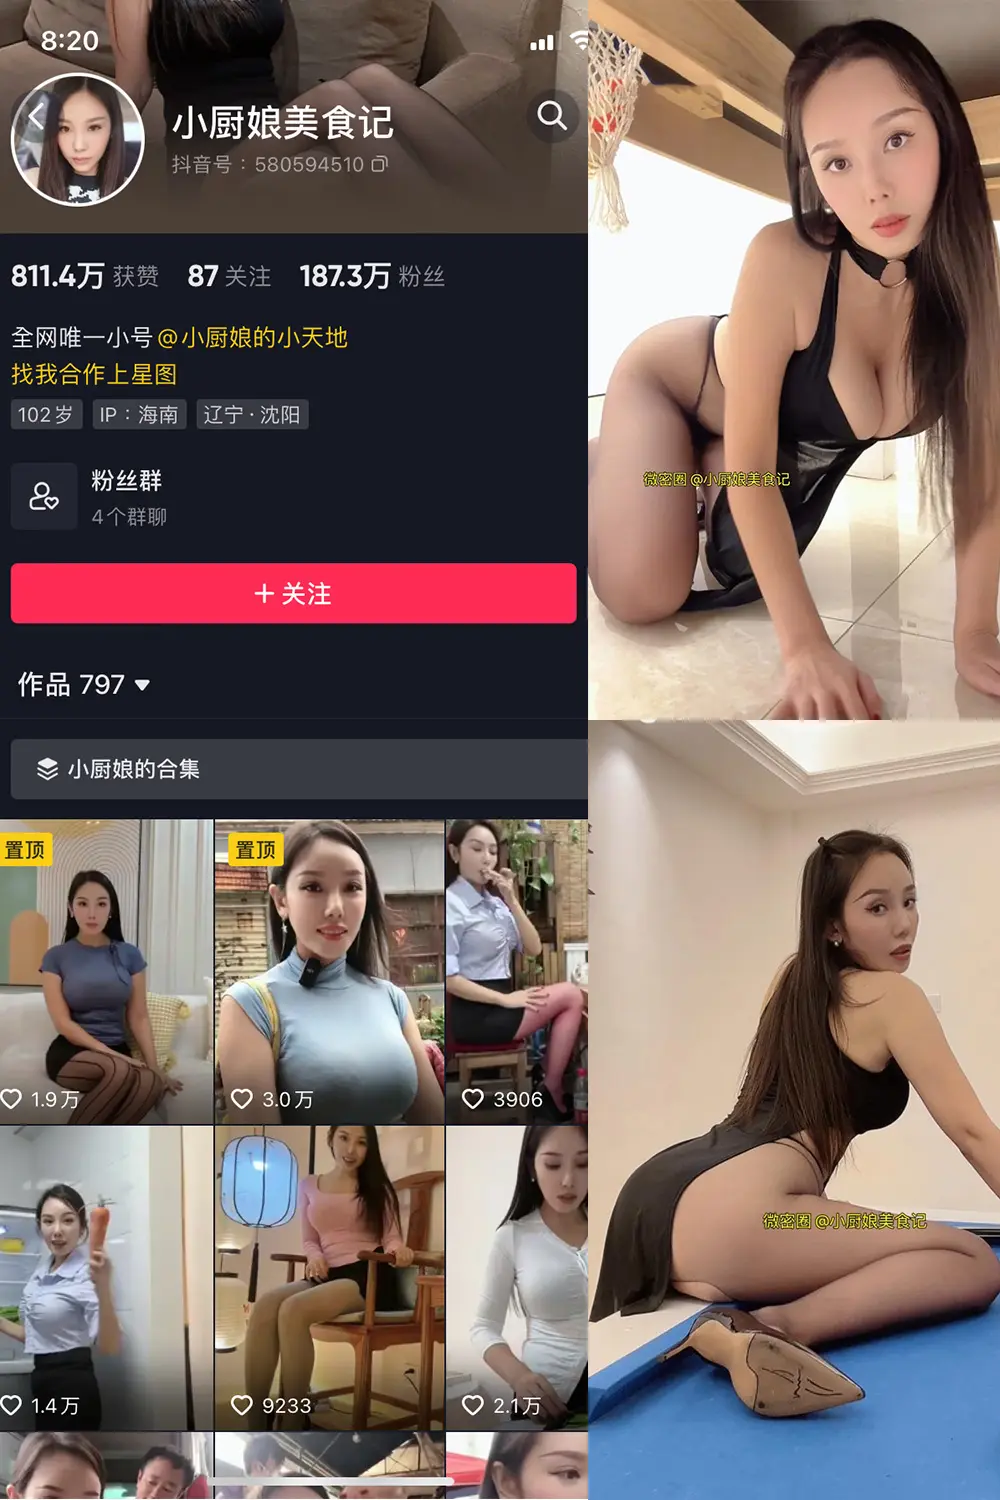 8:20
小厨娘美食记
抖音号：580594510
811.4万 获赞 87 关注 187.3万 粉丝
全网唯一小号@小厨娘的小天地
找我合作上星图
102岁 IP：海南 辽宁·沈阳
粉丝群
4个群聊
+ 关注
作品 797
小厨娘的合集
置顶
置顶
1.9万
3.0万
3906
1.4万
9233
2.1万
微密圈@小厨娘美食记
微密圈@小厨娘美食记